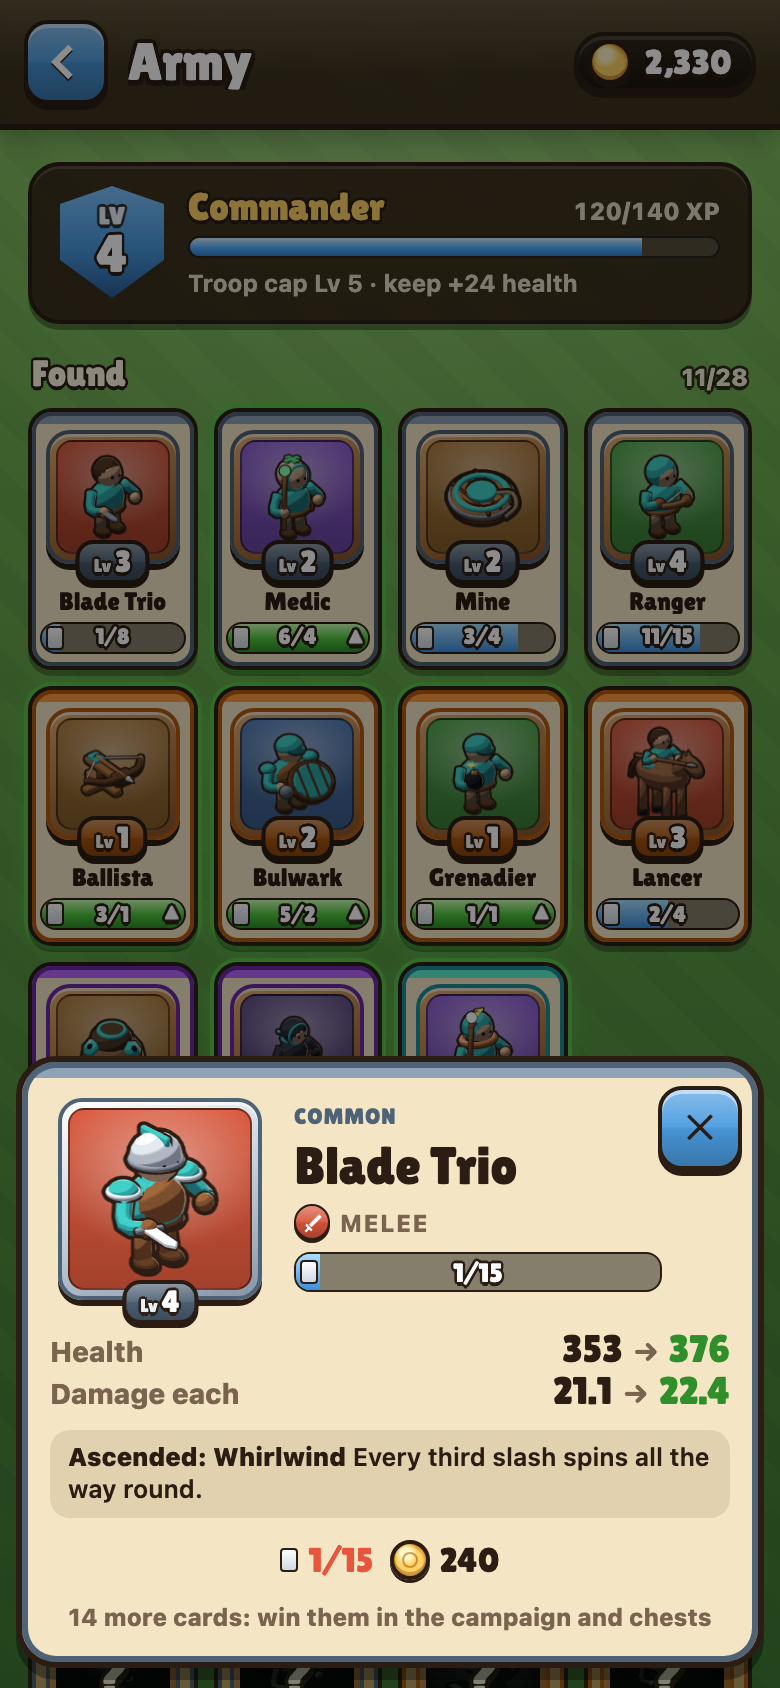 Army
2,330
LV
4
Commander
120/140 XP
Troop cap Lv 5 · keep +24 health
Found
11/28
Lv 3
Lv 2
Lv 2
Lv 4
Blade Trio
Medic
Mine
Ranger
1/8
6/4
3/4
11/15
Lv 1
Lv 2
Lv 1
Lv 3
Ballista
Bulwark
Grenadier
Lancer
3/1
5/2
1/1
2/4
COMMON
Blade Trio
MELEE
1/15
Lv 4
Health 353 → 376
Damage each 21.1 → 22.4
Ascended: Whirlwind Every third slash spins all the
way round.
1/15 240
14 more cards: win them in the campaign and chests
? ? ? ?